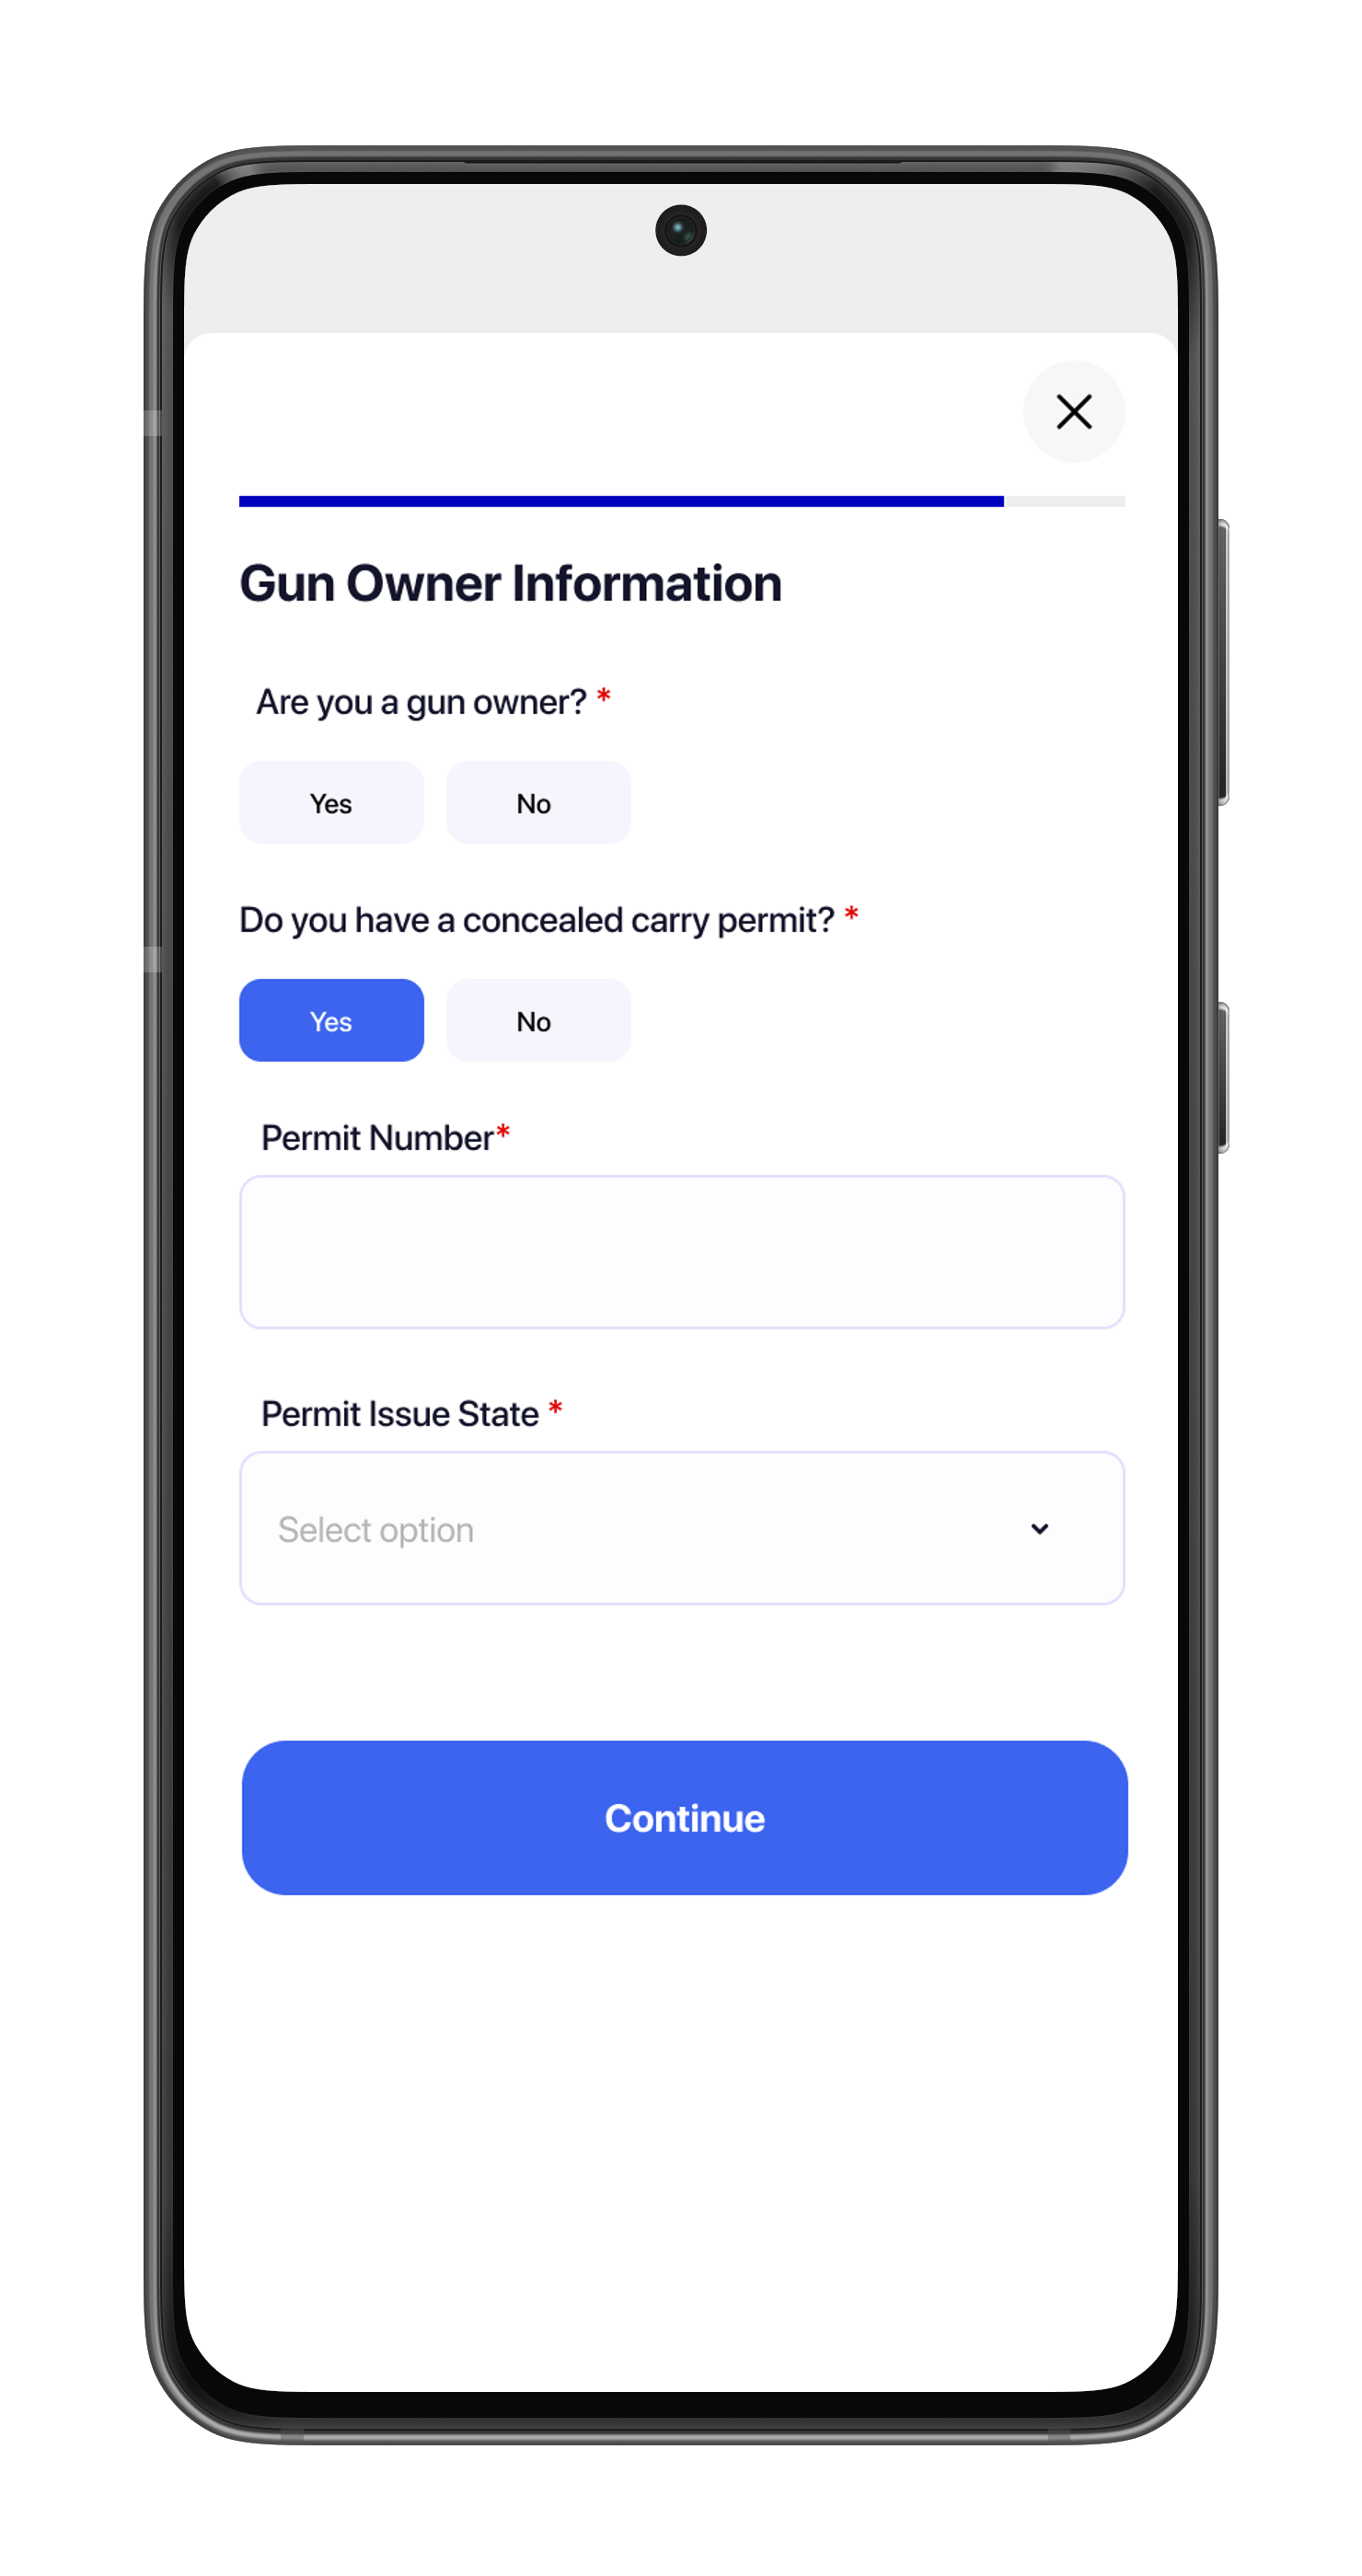 Gun Owner Information
Are you a gun owner? *
Yes No
Do you have a concealed carry permit? *
Yes No
Permit Number*
Permit Issue State *
Select option
Continue